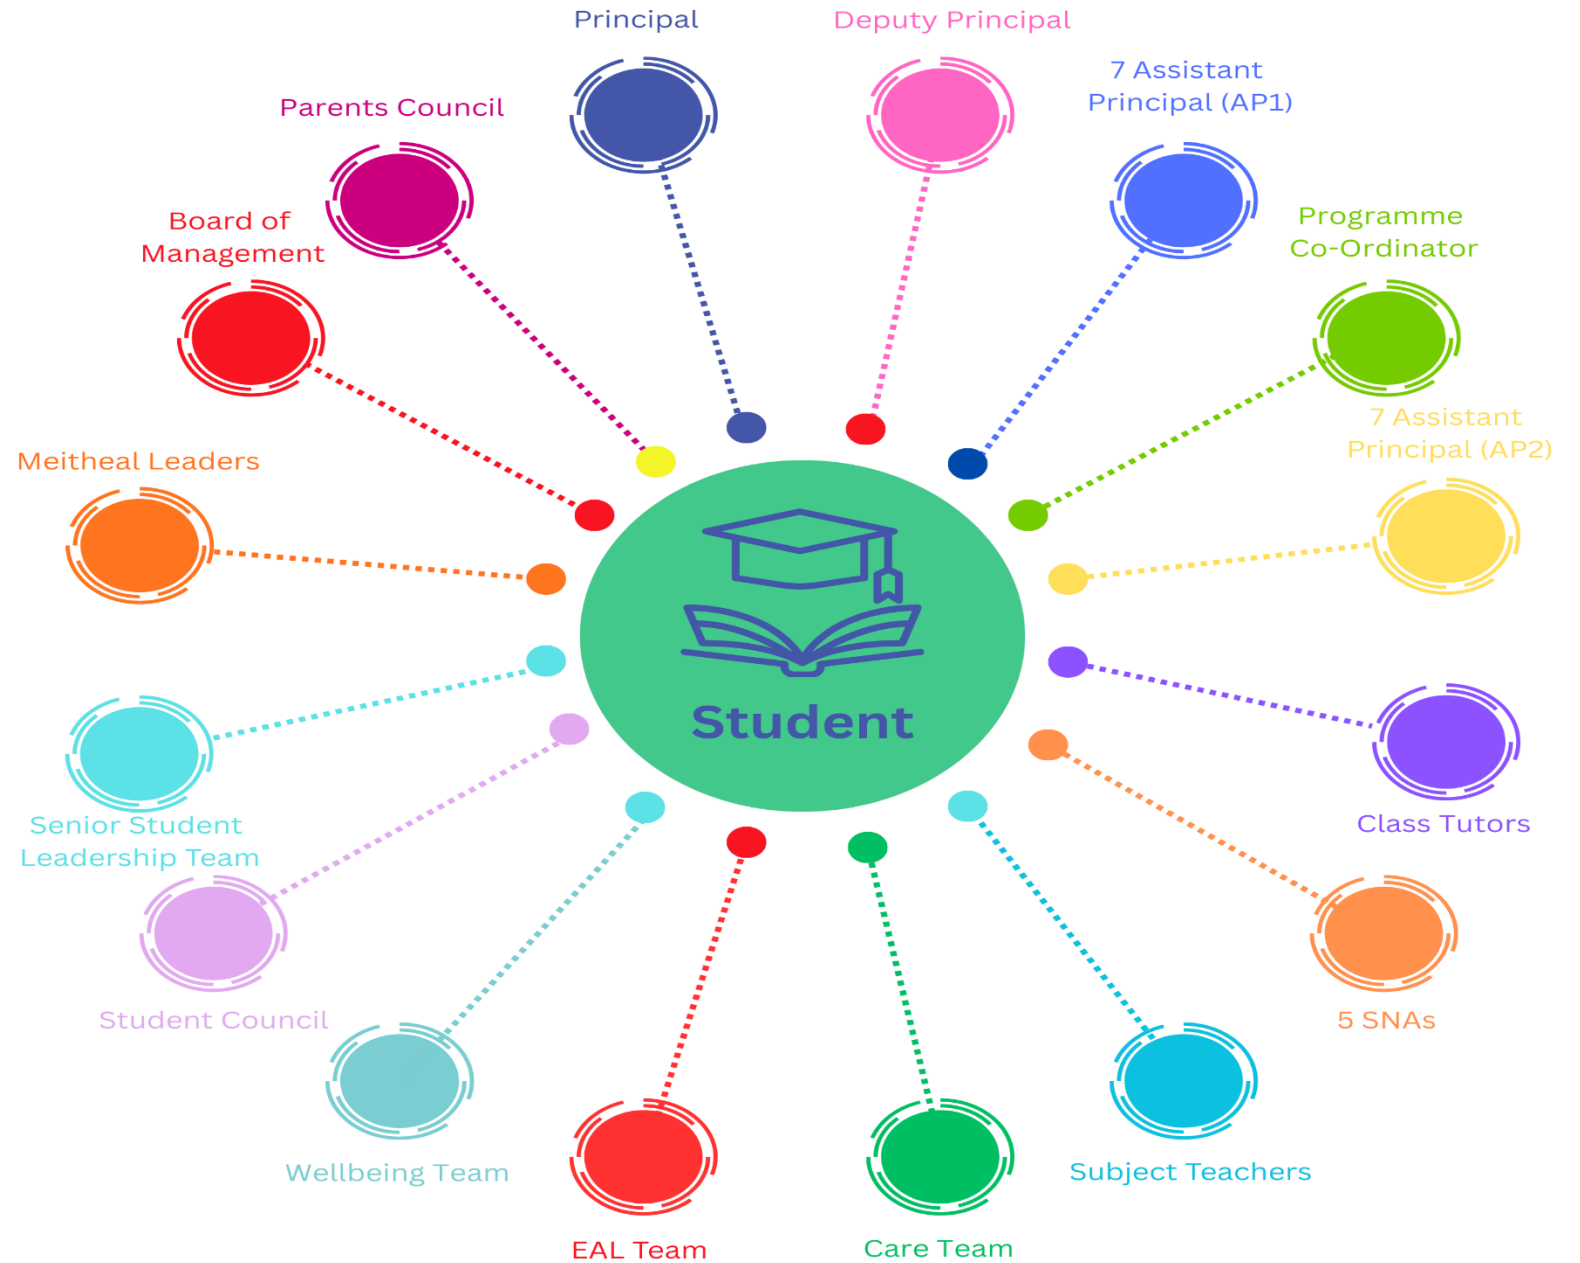 Principal
Deputy Principal
7 Assistant
Principal (AP1)
Parents Council
Programme
Co-Ordinator
Board of
Management
7 Assistant
Principal (AP2)
Meitheal Leaders
Student
Senior Student
Leadership Team
Class Tutors
Student Council
5 SNAs
Wellbeing Team
Subject Teachers
EAL Team
Care Team